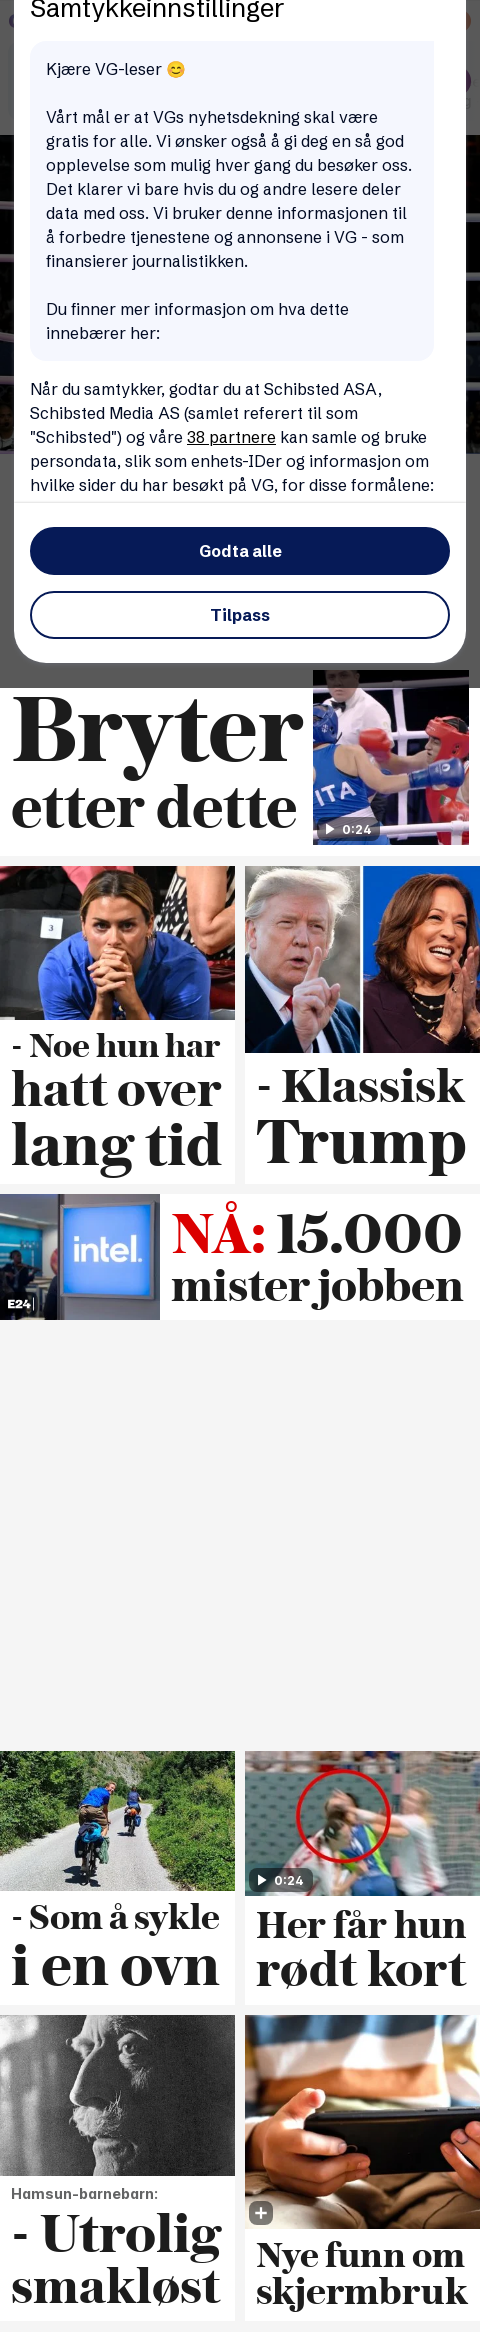 Samtykkeinnstillinger
Kjære VG-leser 😊
Vårt mål er at VGs nyhetsdekning skal være
gratis for alle. Vi ønsker også å gi deg en så god
opplevelse som mulig hver gang du besøker oss.
Det klarer vi bare hvis du og andre lesere deler
data med oss. Vi bruker denne informasjonen til
å forbedre tjenestene og annonsene i VG - som
finansierer journalistikken.
Du finner mer informasjon om hva dette
innebærer her:
Når du samtykker, godtar du at Schibsted ASA,
Schibsted Media AS (samlet referert til som
"Schibsted") og våre 38 partnere kan samle og bruke
persondata, slik som enhets-IDer og informasjon om
hvilke sider du har besøkt på VG, for disse formålene:
Godta alle
Tilpass
Bryter
etter dette
ITA
0:24
3
- Noe hun har
hatt over
lang tid
- Klassisk
Trump
intel.
E24
NÅ: 15.000
mister jobben
- Som å sykle
i en ovn
0:24
Her får hun
rødt kort
Hamsun-barnebarn:
- Utrolig
smakløst
Nye funn om
skjermbruk